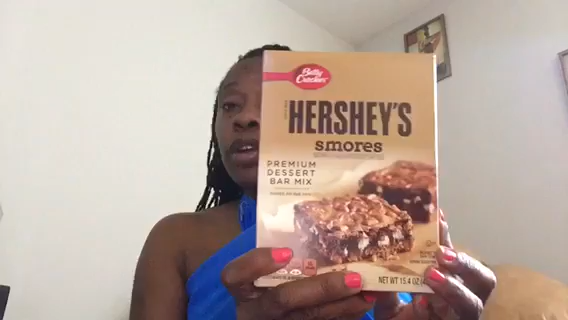 Betty
Crocker
HERSHEY'S
smores
PREMIUM
DESSERT
BAR MIX
NET WT 15.4 OZ